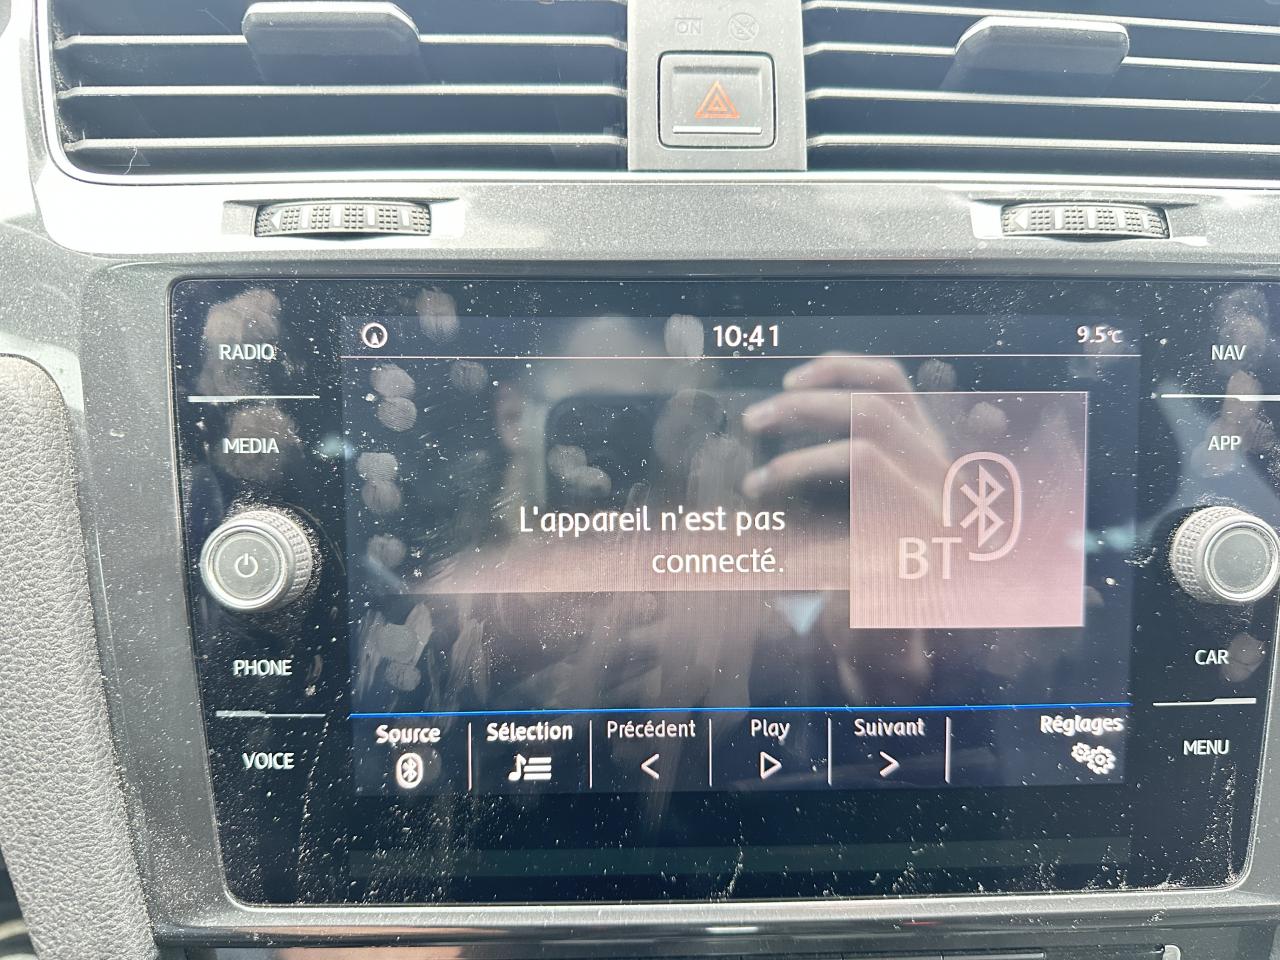 ON
RADIO
MEDIA
PHONE
VOICE
10:41
9.5°C
L'appareil n'est pas
connecté.
BT
Source
Sélection
Précédent
Play
Suivant
Réglages
NAV
APP
CAR
MENU